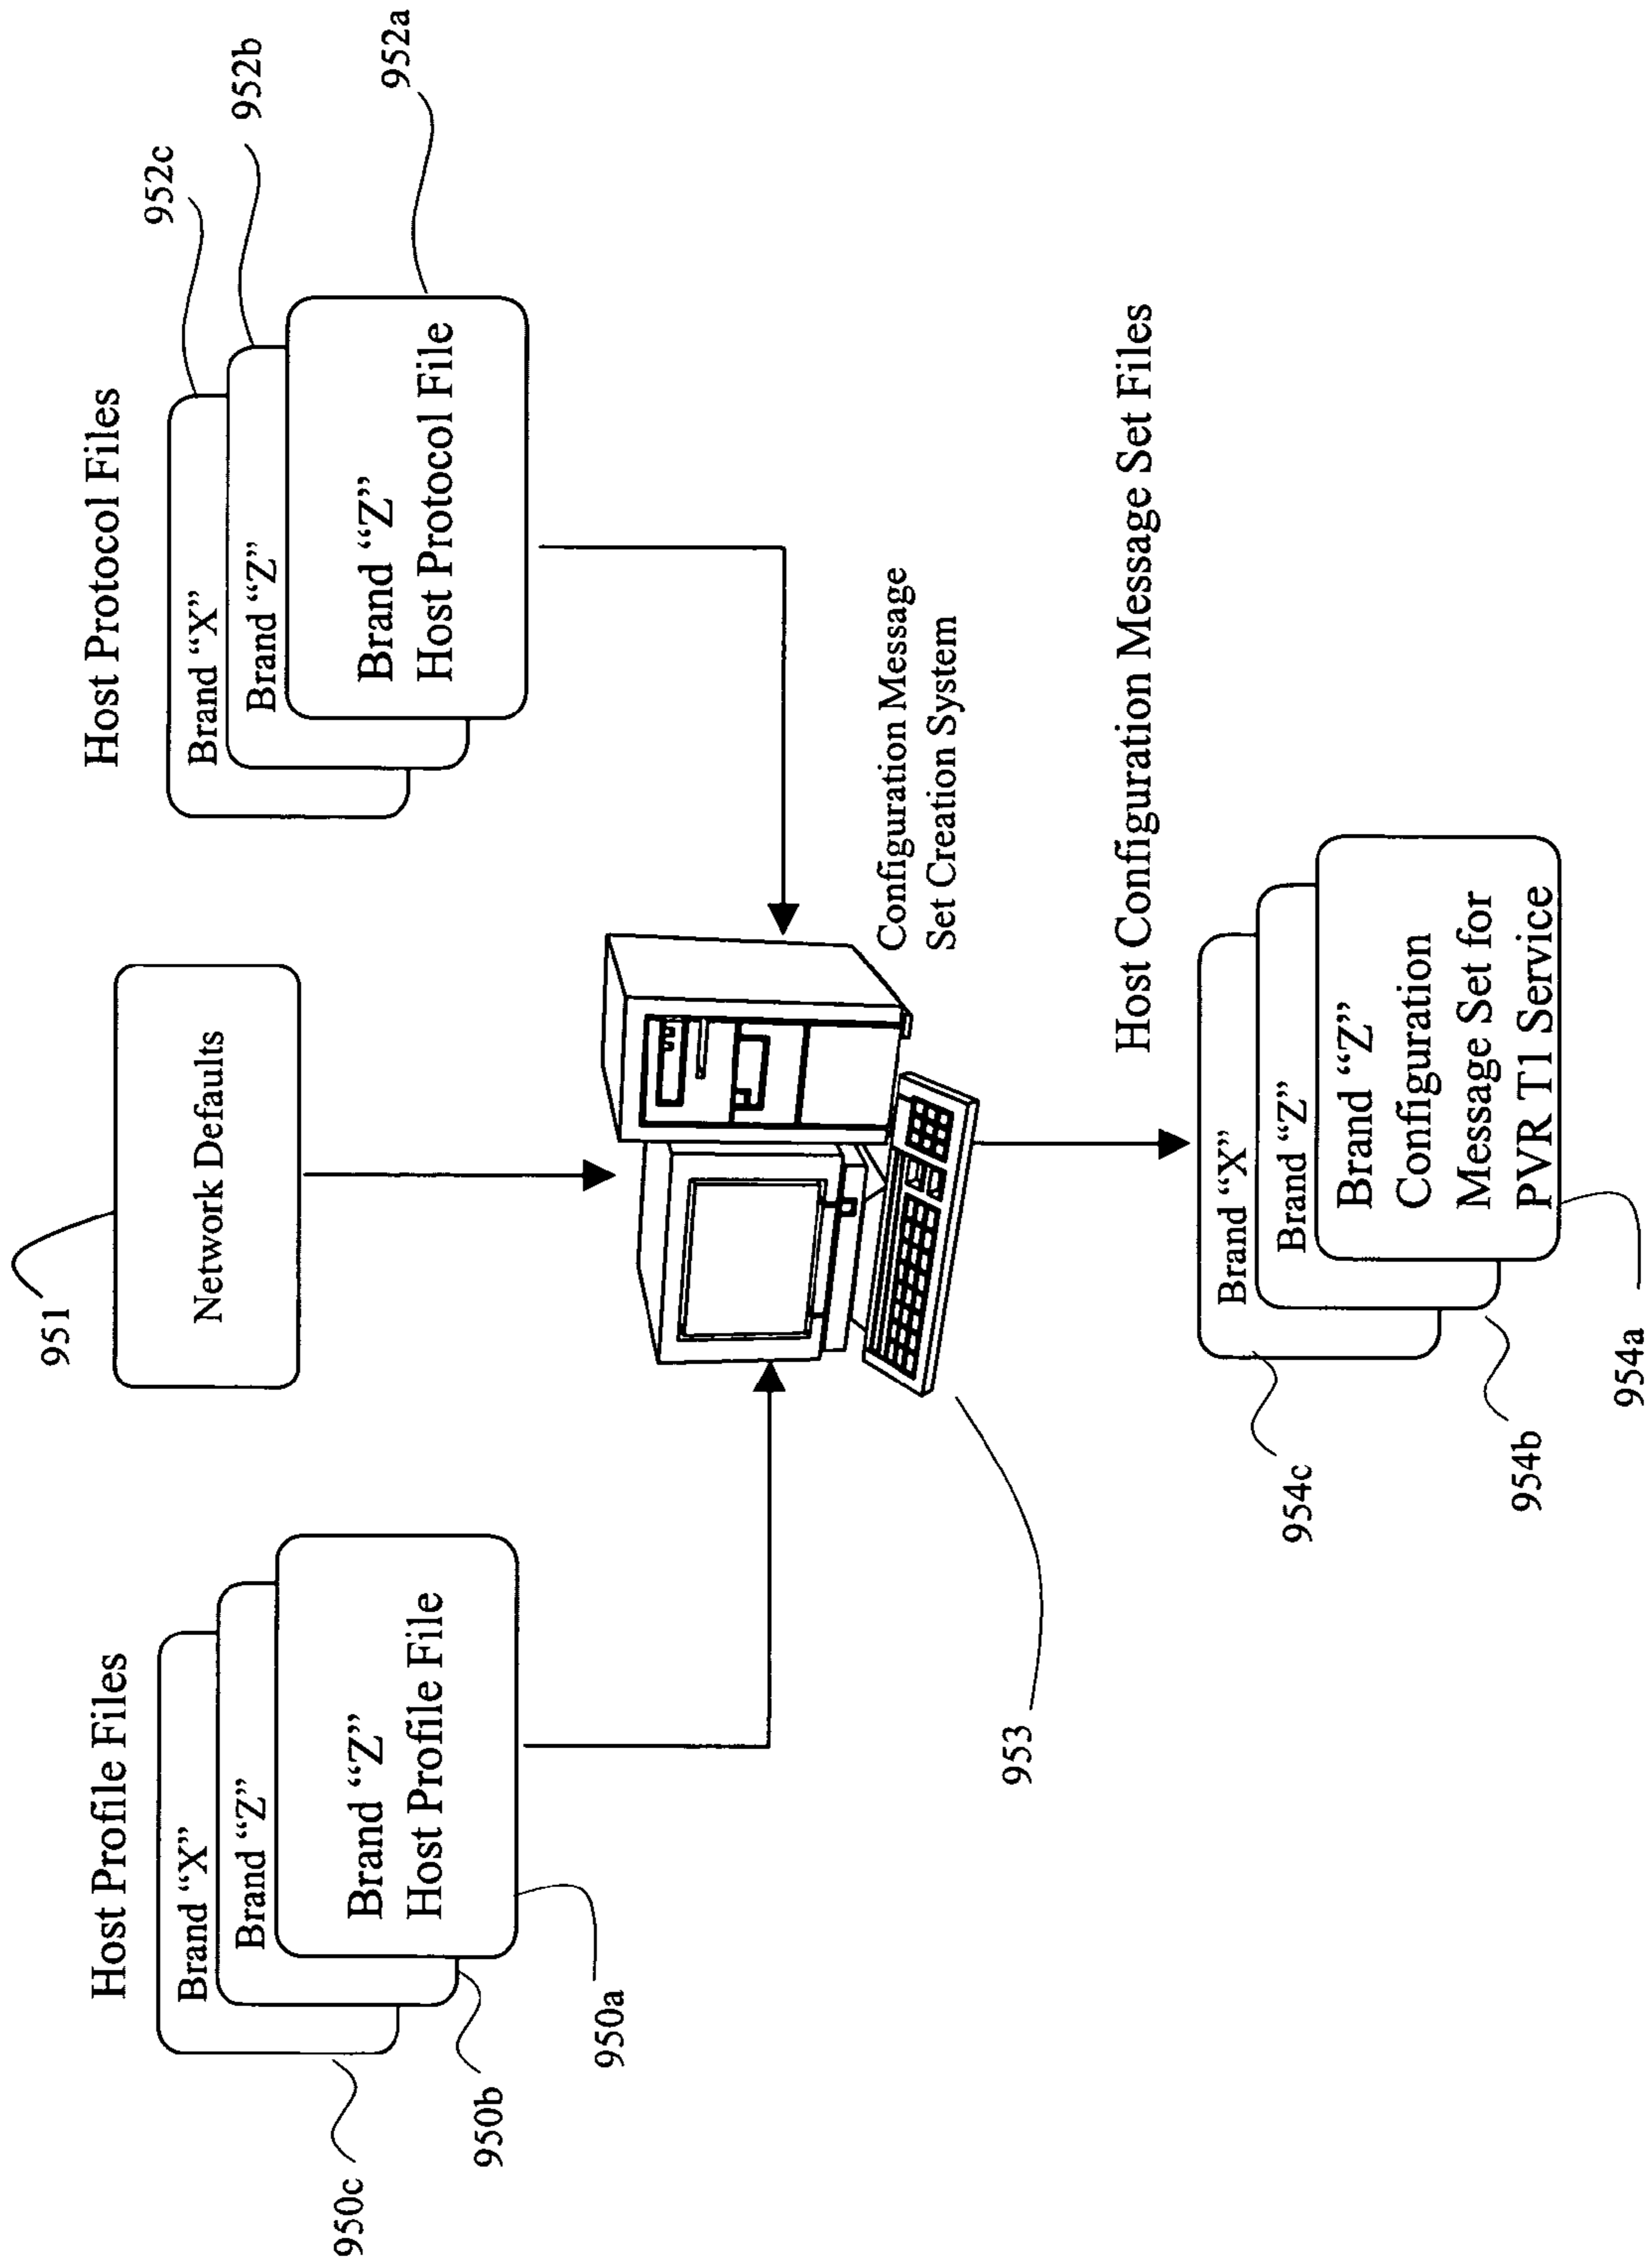 951
Host Profile Files
Network Defaults
Host Protocol Files
952c
952b
952a
Brand “X”
Brand “Z”
Brand “Z”
Host Profile File
950c
950b
950a
Brand “X”
Brand “Z”
Brand “Z”
Host Protocol File
Configuration Message
Set Creation System
953
Host Configuration Message Set Files
Brand “X”
Brand “Z”
Brand “Z”
Configuration
Message Set for
PVR T1 Service
954c
954b
954a